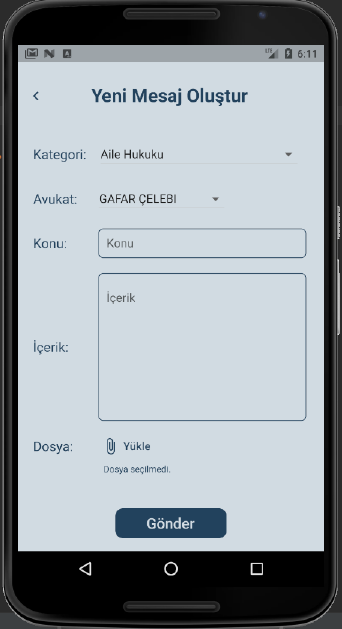 6:11
Yeni Mesaj Oluştur
Kategori: Aile Hukuku
Avukat: GAFAR ÇELEBI
Konu: Konu
İçerik
İçerik:
Dosya: Yükle
Dosya seçilmedi.
Gönder